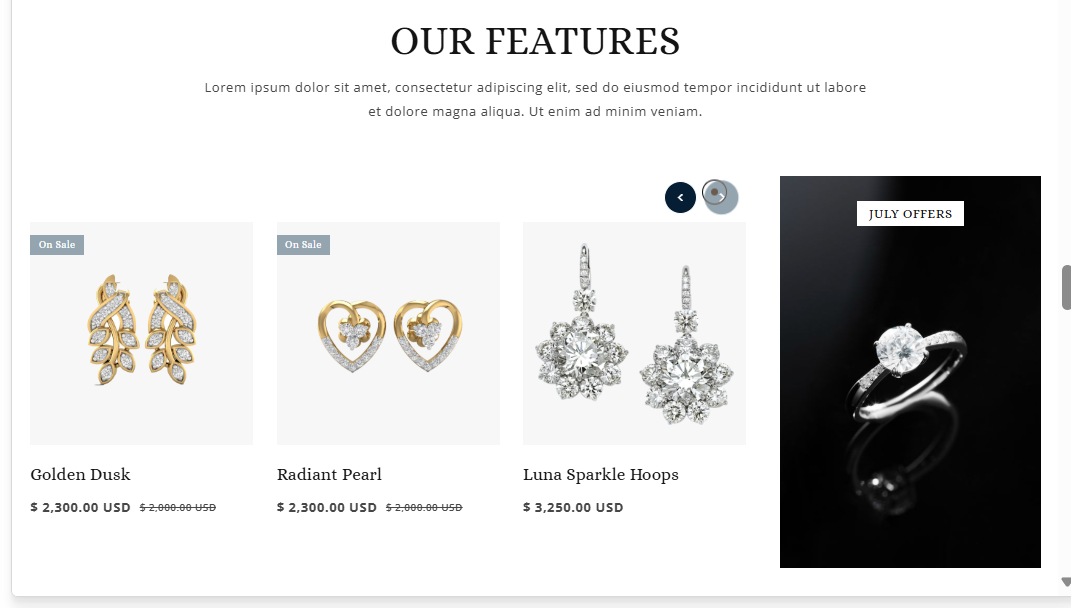 OUR FEATURES
Lorem ipsum dolor sit amet, consectetur adipiscing elit, sed do eiusmod tempor incididunt ut labore
et dolore magna aliqua. Ut enim ad minim veniam.
JULY OFFERS
On Sale
On Sale
Golden Dusk
Radiant Pearl
Luna Sparkle Hoops
$ 2,300.00 USD $ 2,000.00 USD
$ 2,300.00 USD $ 2,000.00 USD
$ 3,250.00 USD